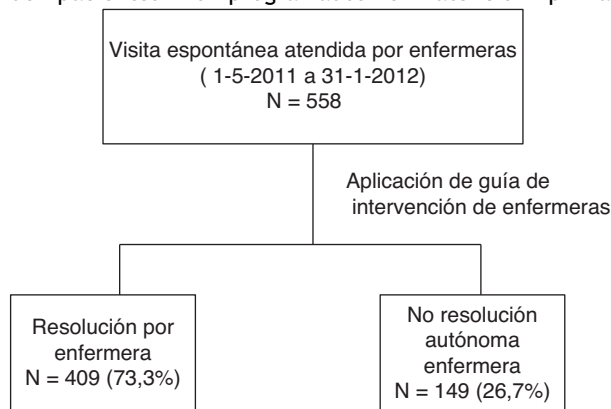 Visita espontánea atendida por enfermeras
( 1-5-2011 a 31-1-2012)
N = 558
Aplicación de guía de
intervención de enfermeras
Resolución por
enfermera
N = 409 (73,3%)
No resolución
autónoma
enfermera
N = 149 (26,7%)